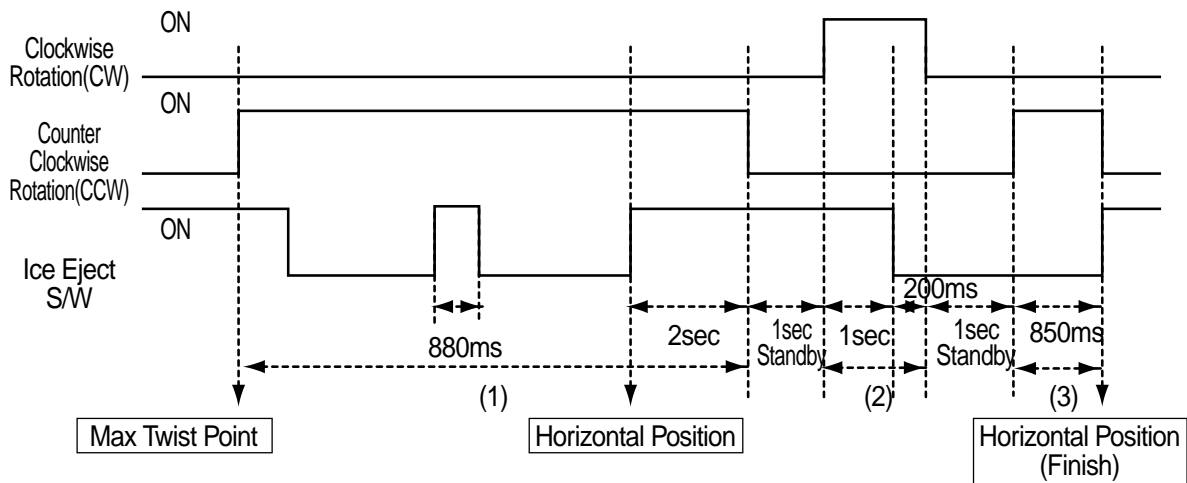 ON
Clockwise
Rotation(CW)
ON
Counter
Clockwise
Rotation(CCW)
ON
Ice Eject
S/W
200ms
880ms
2sec
1sec
Standby
1sec
1sec
Standby
850ms
(1)
(2)
(3)
Max Twist Point
Horizontal Position
Horizontal Position
(Finish)